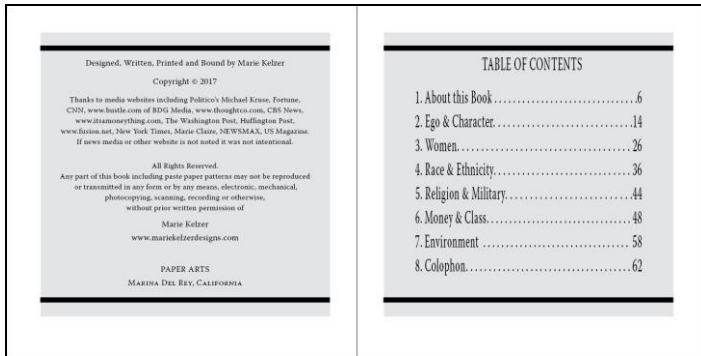 Designed, Written, Printed and Bound by Marie Kelzer
Copyright © 2017
Thanks to media websites including Politico's Michael Kruse, Fortune,
CNN, www.bustle.com of BDG Media, www.thoughtco.com, CBS News,
www.itsamoneything.com, The Washington Post, Huffington Post,
www.fusion.net, New York Times, Marie Claire, NEWSMAX, US Magazine.
If news media or other website is not noted it was not intentional.
All Rights Reserved.
Any part of this book including paste paper patterns may not be reproduced
or transmitted in any form or by any means, electronic, mechanical,
photocopying, scanning, recording or otherwise,
without prior written permission of
Marie Kelzer
www.mariekelzerdesigns.com
PAPER ARTS
Marina Del Rey, California
TABLE OF CONTENTS
1. About this Book..............................6
2. Ego & Character..............................14
3. Women..............................26
4. Race & Ethnicity..............................36
5. Religion & Military..............................44
6. Money & Class..............................48
7. Environment ..............................58
8. Colophon..............................62